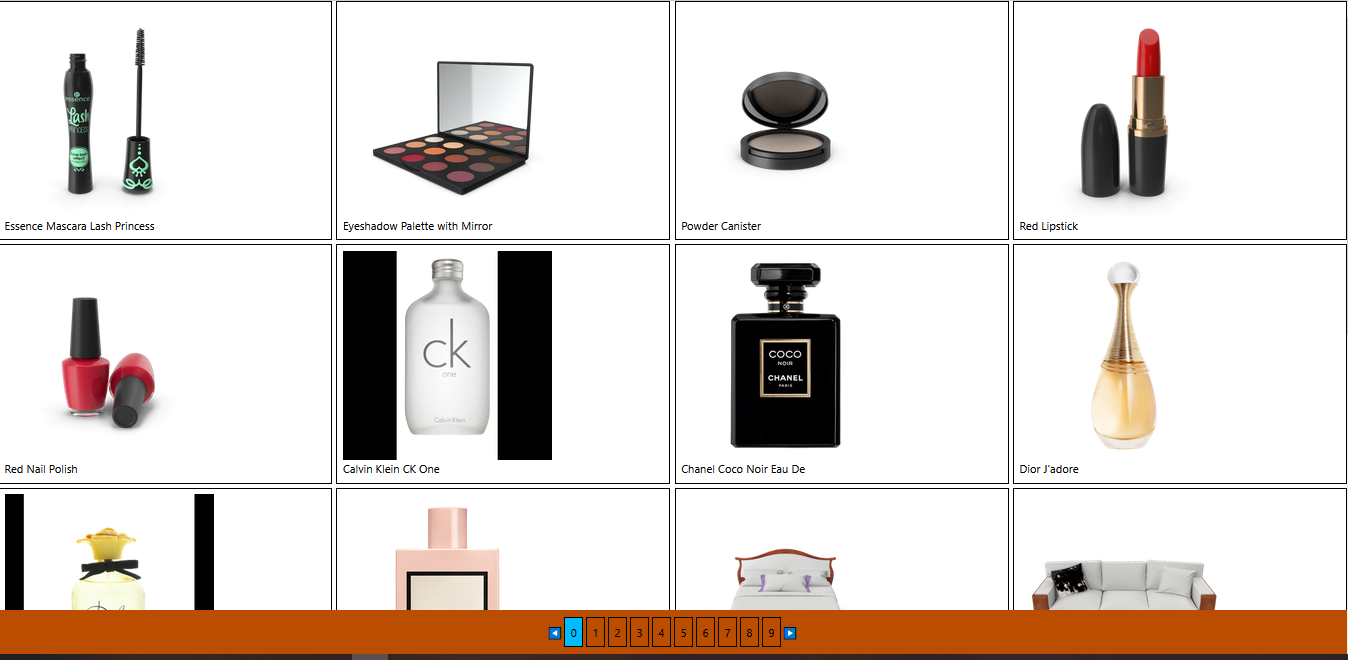 essence
Lash
PRINCESS
Essence Mascara Lash Princess
Eyeshadow Palette with Mirror
Powder Canister
Red Lipstick
ck
one
Calvin Klein
COCO
NOIR
CHANEL
PARIS
Red Nail Polish
Calvin Klein CK One
Chanel Coco Noir Eau De
Dior J'adore
0 1 2 3 4 5 6 7 8 9